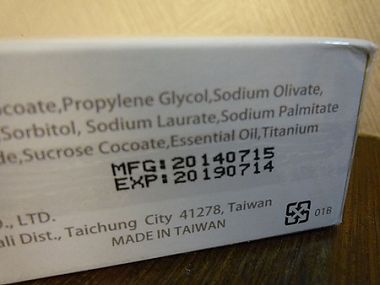 ocoate,Propylene Glycol,Sodium Olivate,
,Sorbitol, Sodium Laurate,Sodium Palmitate
de,Sucrose Cocoate,Essential Oil,Titanium
MFG:20140715
EXP:20190714
O., LTD.
ali Dist., Taichung City 41278, Taiwan
MADE IN TAIWAN
01B